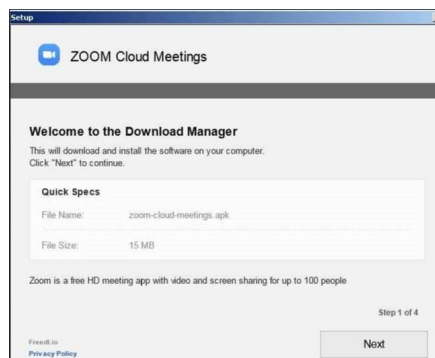 Setup
ZOOM Cloud Meetings
Welcome to the Download Manager
This will download and install the software on your computer.
Click "Next" to continue.
Quick Specs
File Name: zoom-cloud-meetings.apk
File Size: 15 MB
Zoom is a free HD meeting app with video and screen sharing for up to 100 people
Step 1 of 4
Freedl.io
Next
Privacy Policy